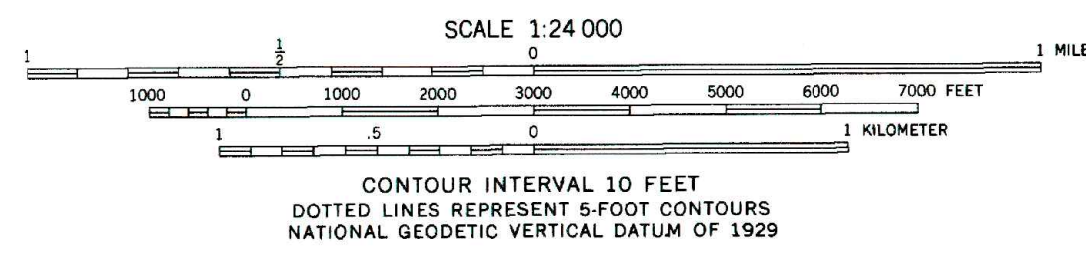 SCALE 1:24 000
1 1/2 0 1 MILE
1000 0 1000 2000 3000 4000 5000 6000 7000 FEET
1 .5 0 1 KILOMETER
CONTOUR INTERVAL 10 FEET
DOTTED LINES REPRESENT 5-FOOT CONTOURS
NATIONAL GEODETIC VERTICAL DATUM OF 1929